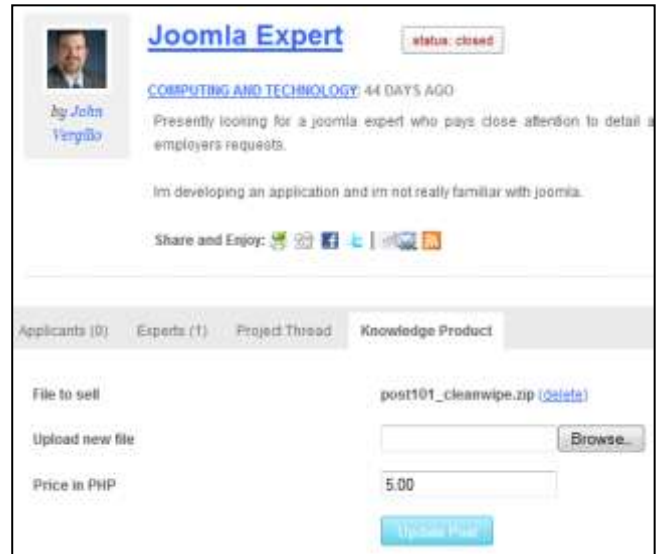 Joomla Expert
status: closed
COMPUTING AND TECHNOLOGY: 44 DAYS AGO
by John Vergilio
Presently looking for a joomla expert who pays close attention to detail a
employers requests.
Im developing an application and im not really familiar with joomla.
Share and Enjoy:
Applicants (0) Experts (1) Project Thread Knowledge Product
File to sell post101_cleanwipe.zip (delete)
Upload new file Browse..
Price in PHP 5.00
Update Post